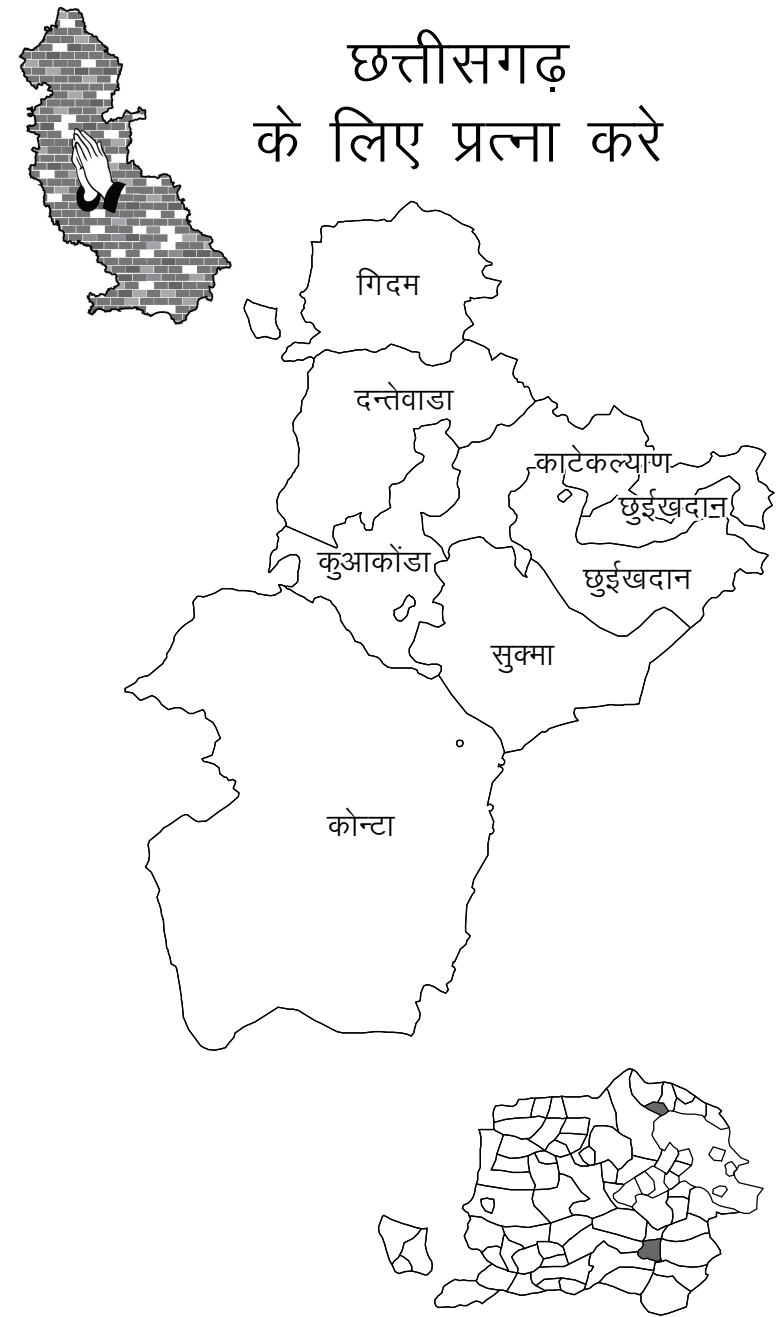 छत्तीसगढ़
के लिए प्रत्ना करे
गिदम
दन्तेवाडा
काटेकल्याण
छुईखदान
कुआकोंडा
छुईखदान
सुक्मा
कोन्टा